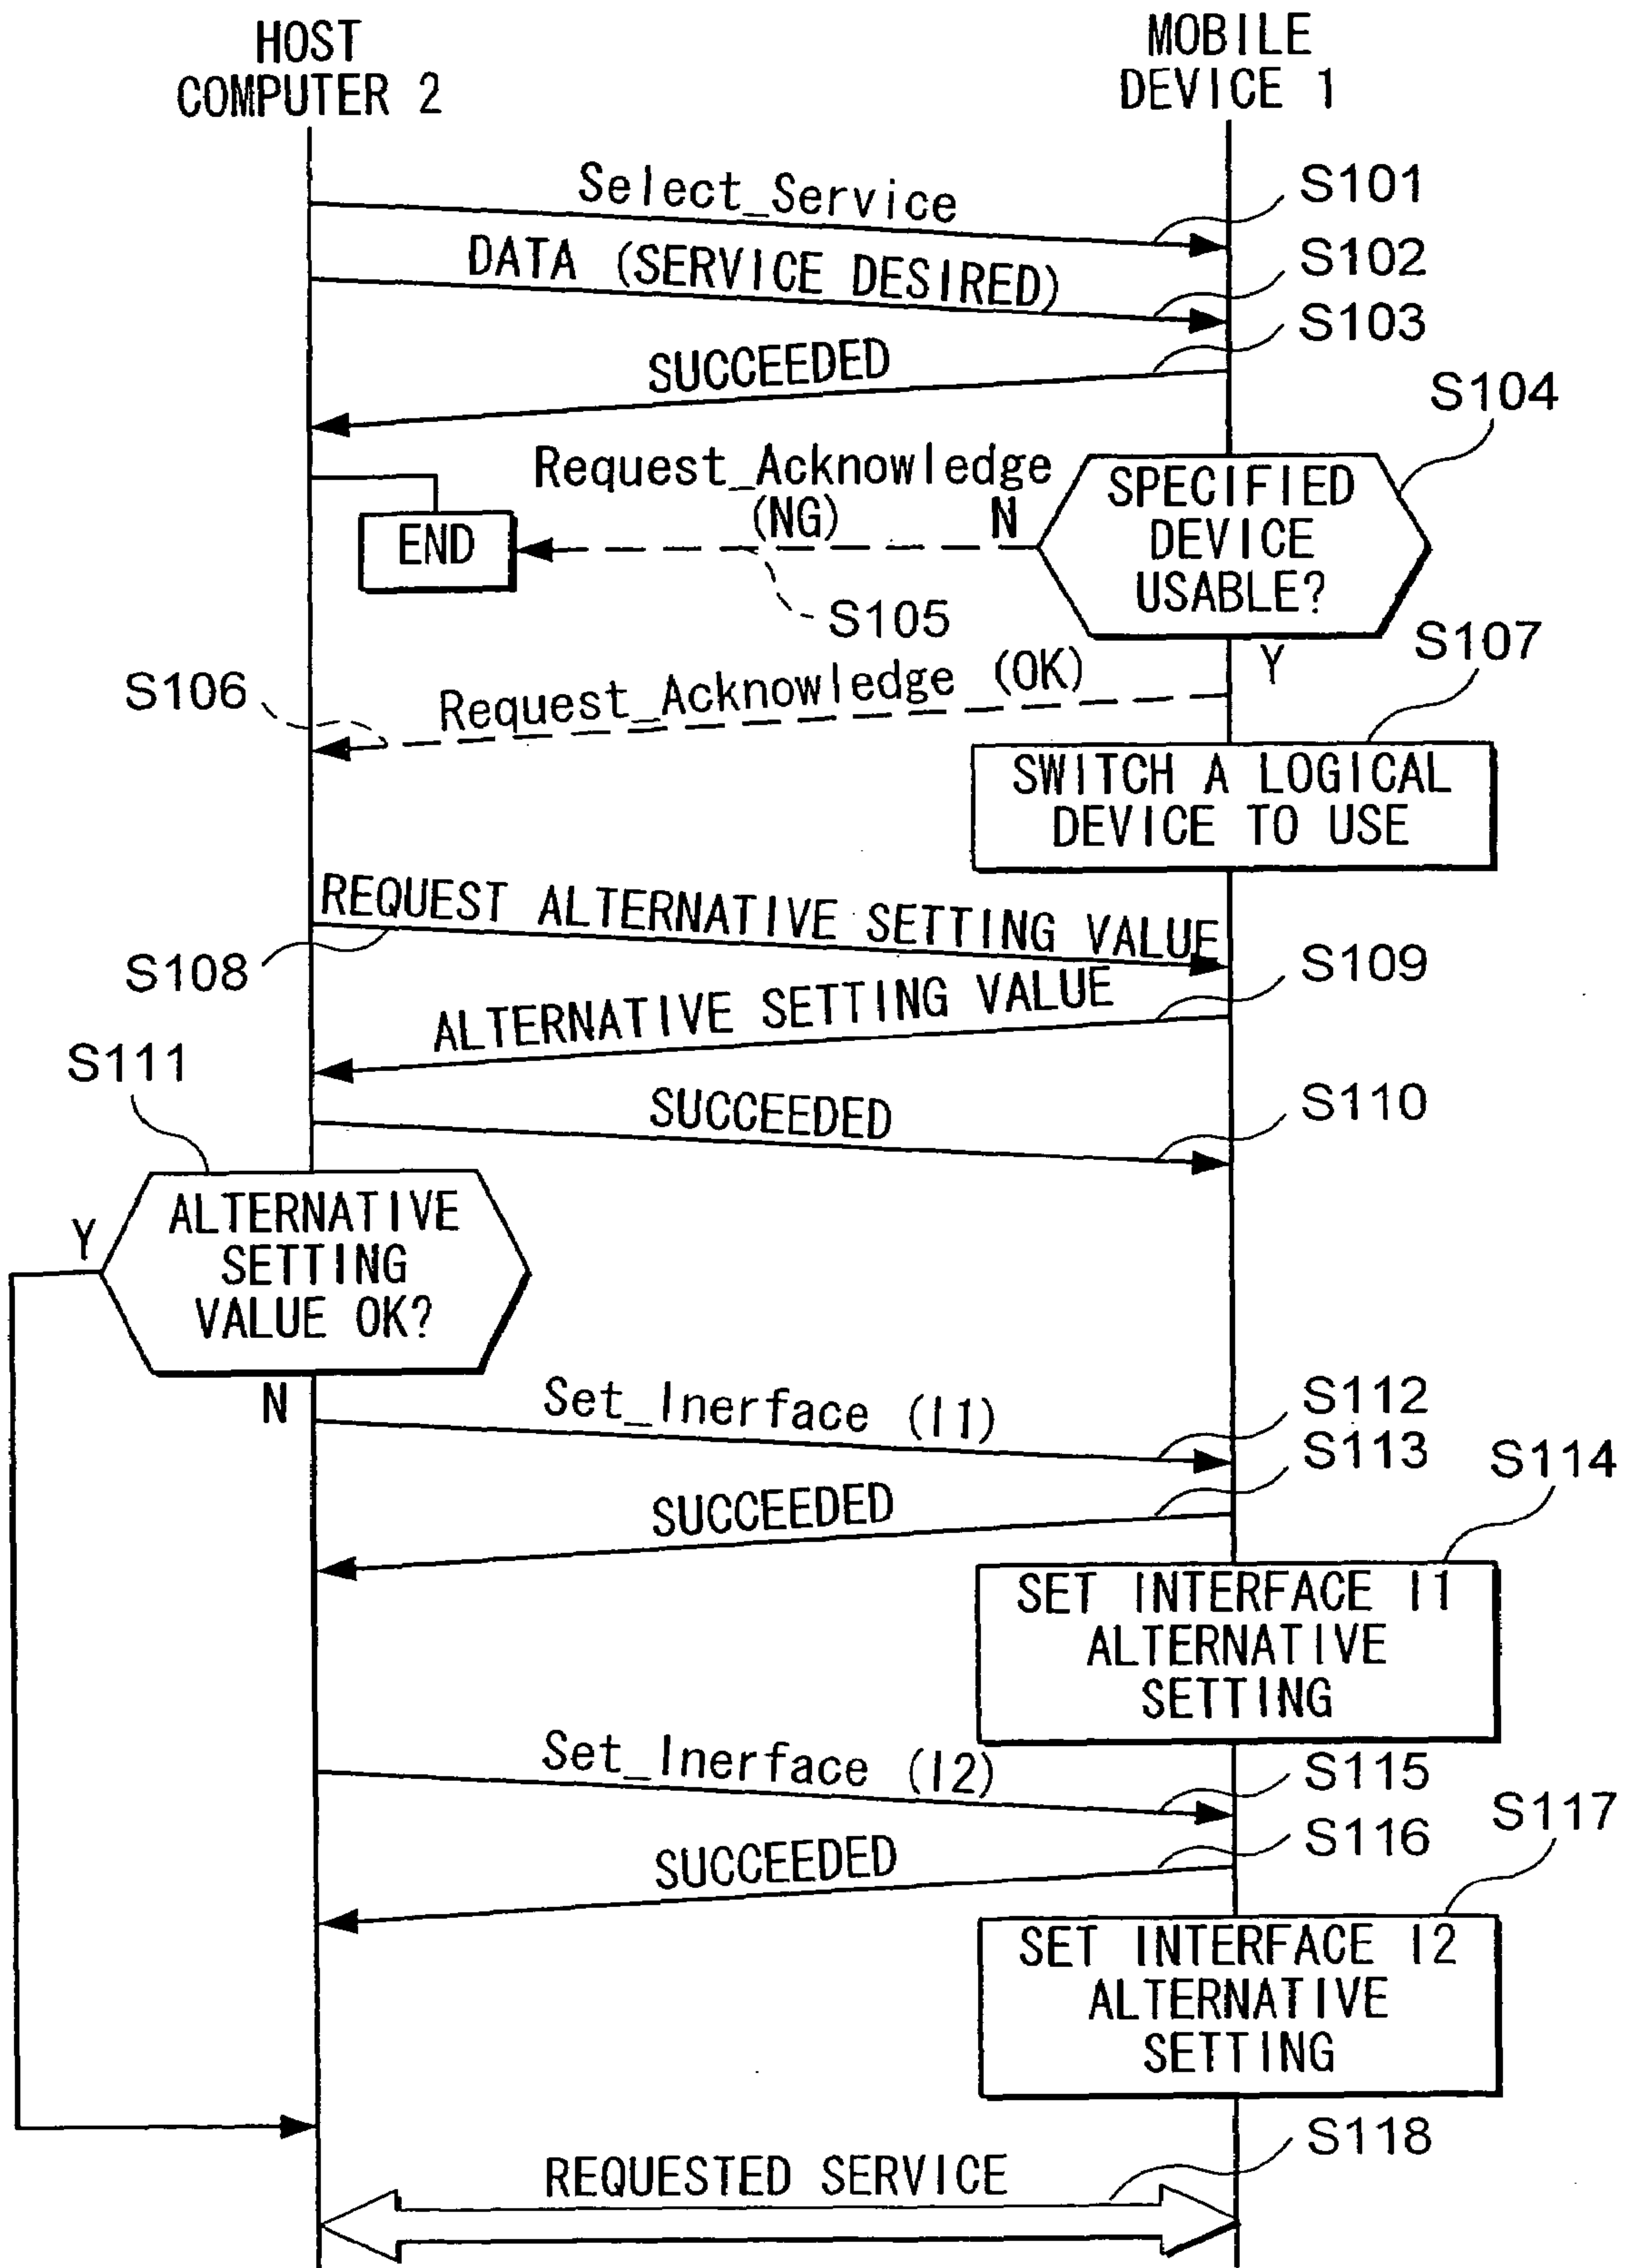 HOST
COMPUTER 2
MOBILE
DEVICE 1
Select_Service
S101
DATA (SERVICE DESIRED)
S102
S103
SUCCEEDED
S104
Request_Acknowledge
(NG)
N
SPECIFIED
DEVICE
USABLE?
END
S105
S107
Y
S106
Request_Acknowledge (OK)
SWITCH A LOGICAL
DEVICE TO USE
REQUEST ALTERNATIVE SETTING VALUE
S108
S109
ALTERNATIVE SETTING VALUE
S111
SUCCEEDED
S110
Y
ALTERNATIVE
SETTING
VALUE OK?
N
Set_Inerface (I1)
S112
S113
S114
SUCCEEDED
SET INTERFACE I1
ALTERNATIVE
SETTING
Set_Inerface (I2)
S115
S116
S117
SUCCEEDED
SET INTERFACE I2
ALTERNATIVE
SETTING
S118
REQUESTED SERVICE